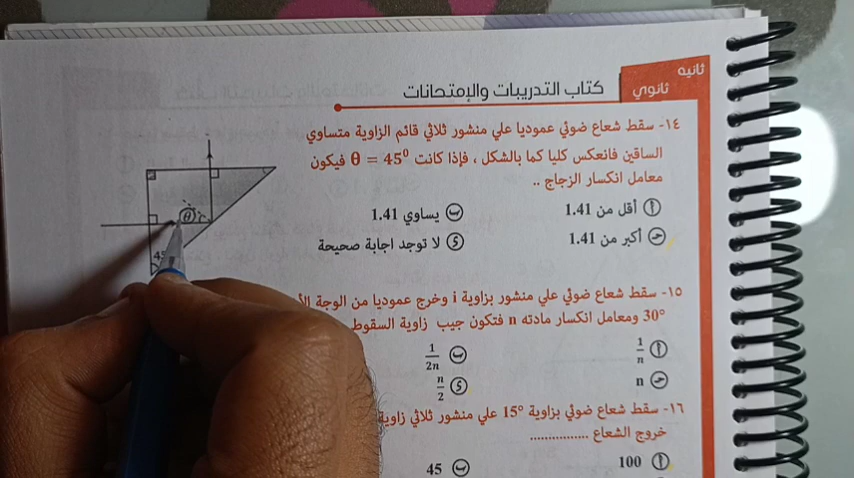 ثانيه
ثانوي
كتاب التدريبات والإمتحانات
١٤- سقط شعاع ضوئي عموديا علي منشور ثلاثي قائم الزاوية متساوي
الساقين فانعكس كليا كما بالشكل ، فإذا كانت θ = 45⁰ فيكون
معامل انكسار الزجاج ..
أ أقل من 1.41
ب يساوي 1.41
ج أكبر من 1.41
د لا توجد اجابة صحيحة
θ
45
١٥- سقط شعاع ضوئي علي منشور بزاوية i وخرج عموديا من الوجة
30° ومعامل انكسار مادته n فتكون جيب زاوية السقوط
أ 1/n
ب 1/2n
ج n
د n/2
١٦- سقط شعاع ضوئي بزاوية 15° علي منشور ثلاثي زاوية
خروج الشعاع ................
أ 100
ب 45